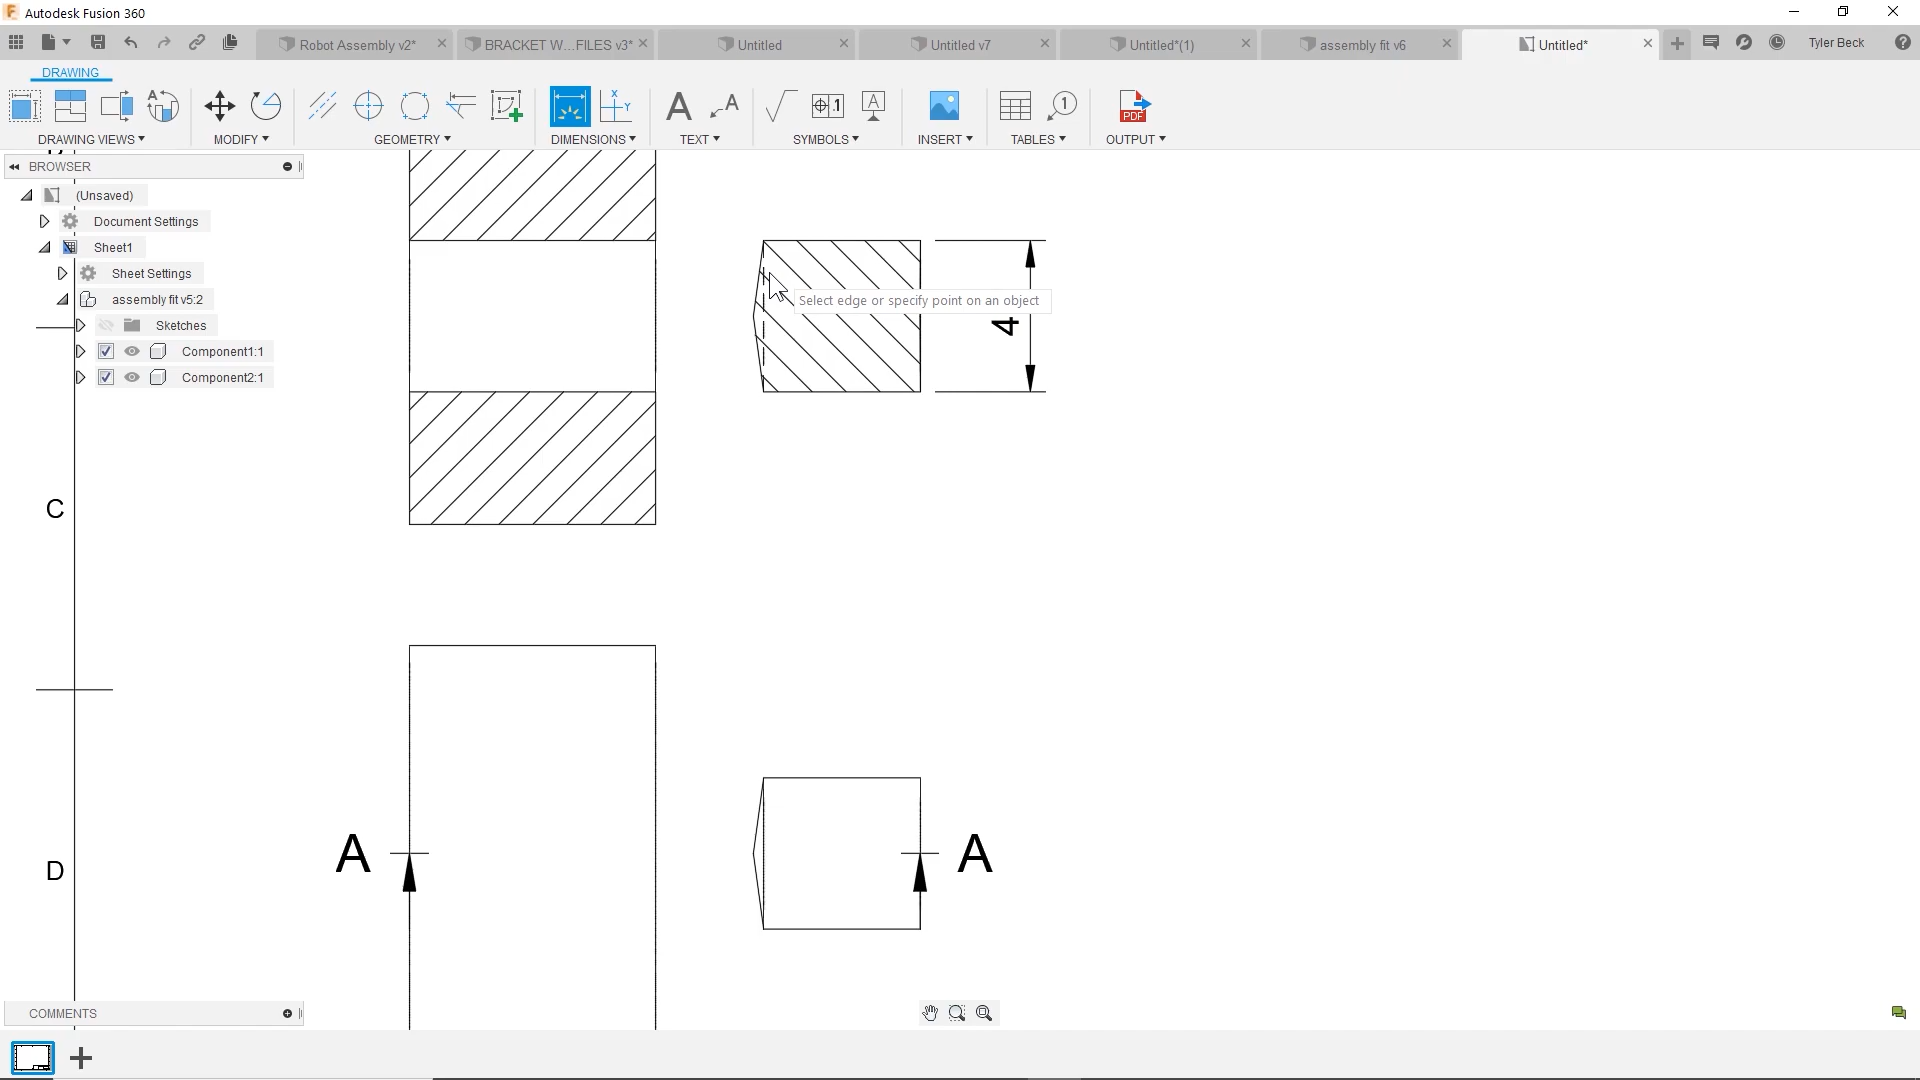 Autodesk Fusion 360
Robot Assembly v2*
BRACKET W...FILES v3*
Untitled
Untitled v7
Untitled*(1)
assembly fit v6
Untitled*
Tyler Beck
DRAWING
DRAWING VIEWS
MODIFY
GEOMETRY
DIMENSIONS
TEXT
SYMBOLS
INSERT
TABLES
OUTPUT
BROWSER
(Unsaved)
Document Settings
Sheet1
Sheet Settings
assembly fit v5:2
Sketches
Component1:1
Component2:1
Select edge or specify point on an object
4
C
D
A
A
COMMENTS